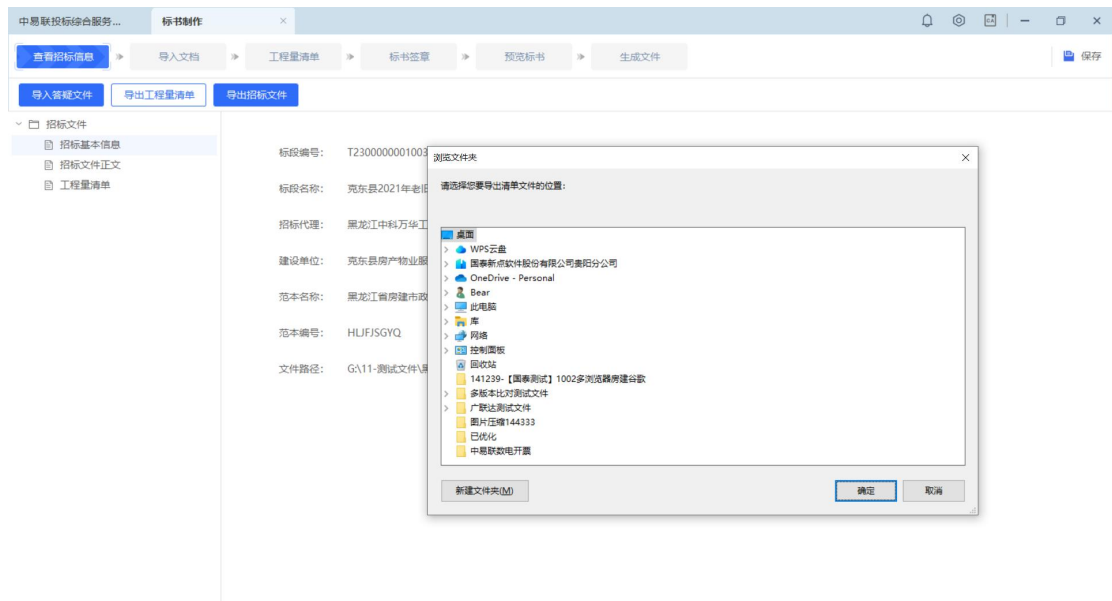 中易联投标综合服务... 标书制作
查看招标信息 导入文档 工程量清单 标书签章 预览标书 生成文件 保存
导入答疑文件 导出工程量清单 导出招标文件
招标文件
招标基本信息
招标文件正文
工程量清单
标段编号： T2300000001003
标段名称： 克东县2021年老旧
招标代理： 黑龙江中科万华工
建设单位： 克东县房产物业服
范本名称： 黑龙江省房建市政
范本编号： HLJFJSGYQ
文件路径： G:\11-测试文件\黑
浏览文件夹
请选择您要导出清单文件的位置：
桌面
WPS云盘
国泰新点软件股份有限公司贵阳分公司
OneDrive - Personal
Bear
此电脑
库
网络
控制面板
回收站
141239-【国泰测试】1002多浏览器房建谷歌
多版本比对测试文件
广联达测试文件
图片压缩144333
已优化
中易联数电开票
新建文件夹(M) 确定 取消